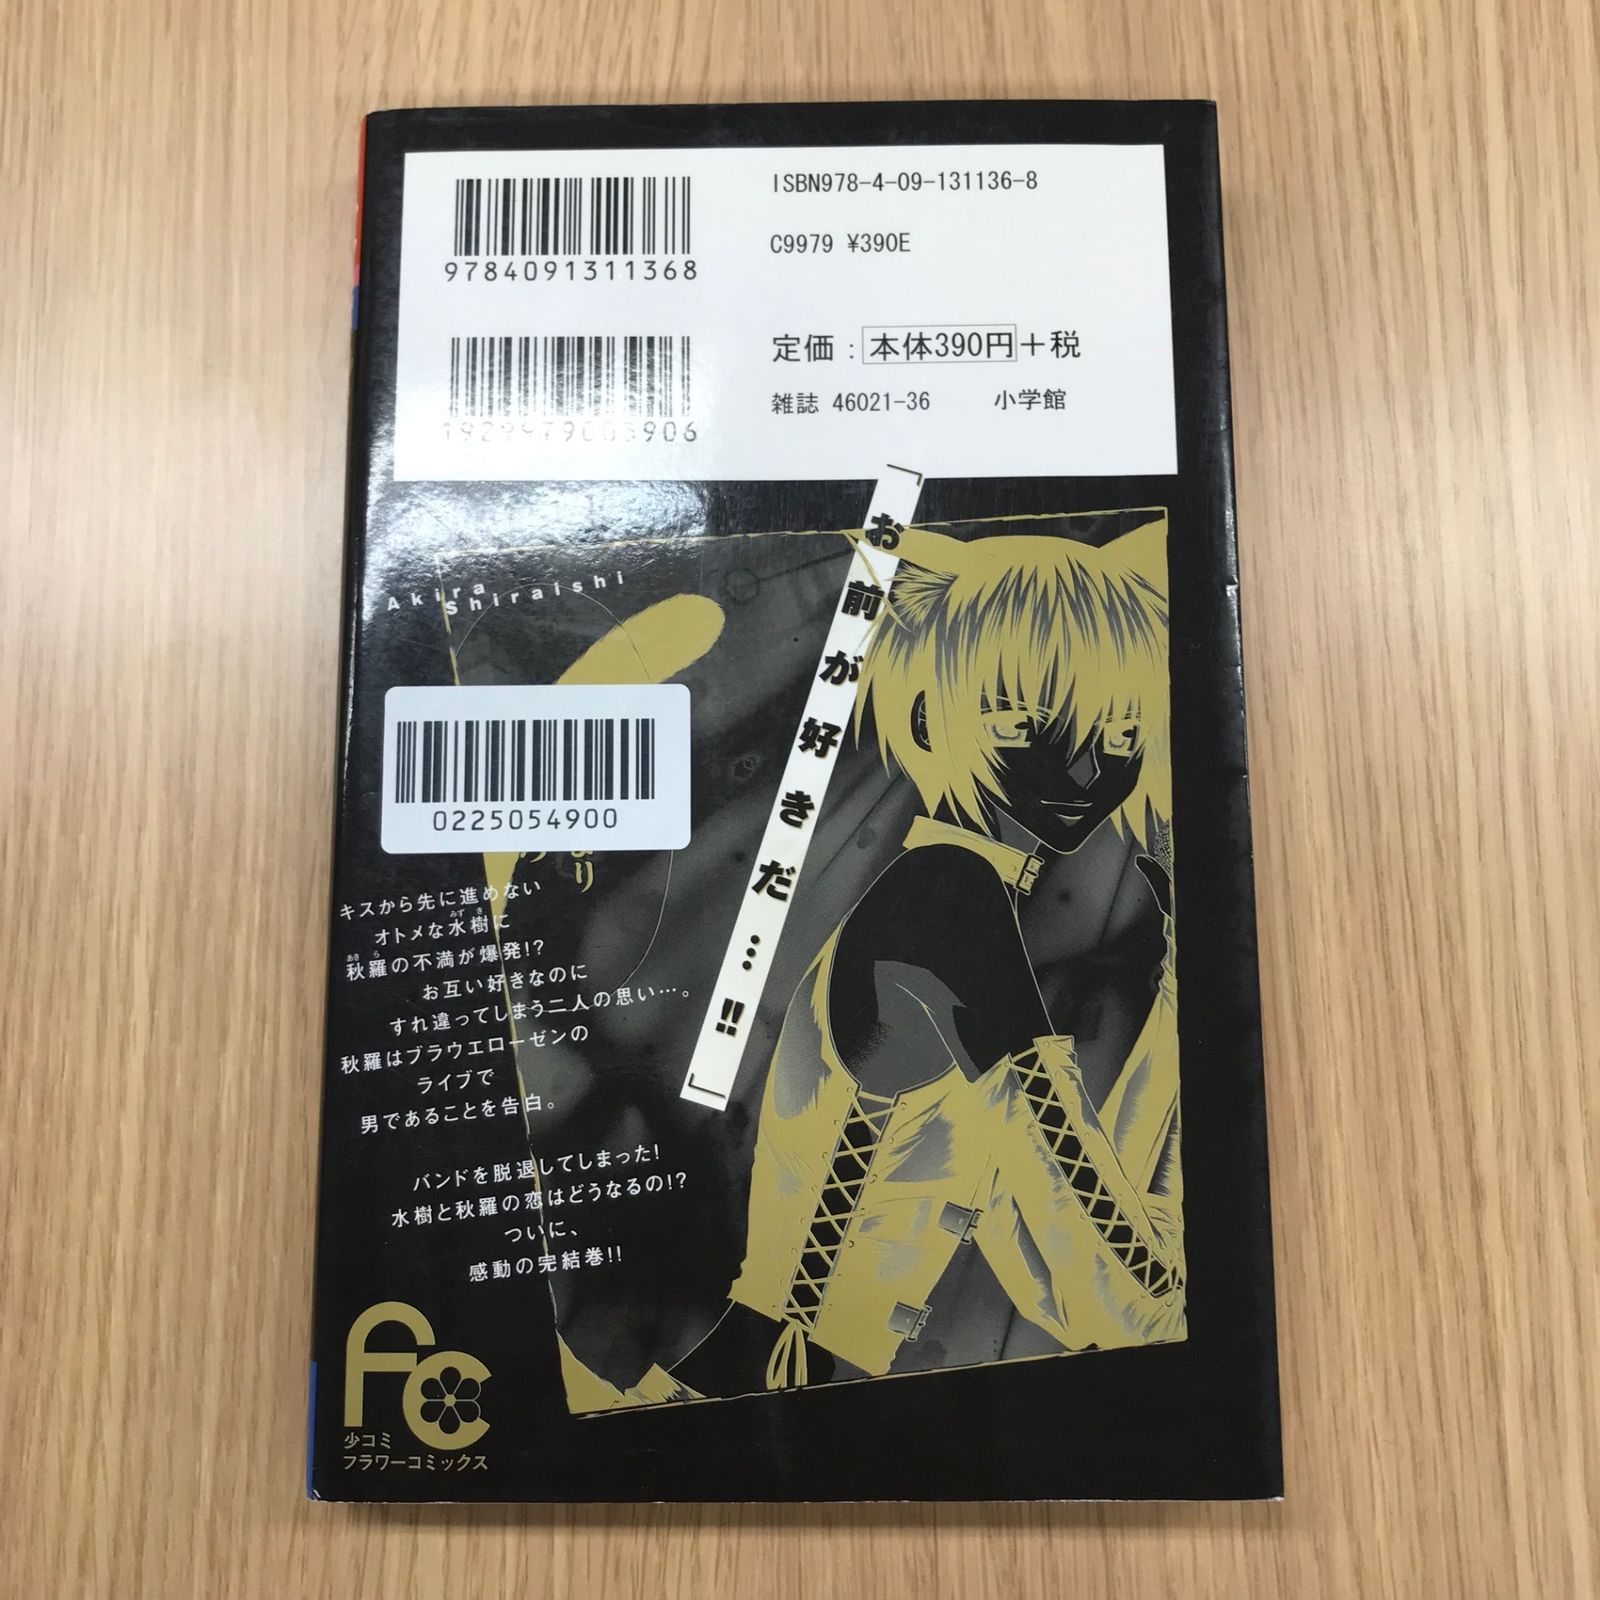 ISBN978-4-09-131136-8
C9979 ¥390E
9784091311368
定価：本体390円＋税
雑誌 46021-36 小学館
Akira
Shiraishi
「お前が好きだ…!!」
0225054900
キスから先に進めない
オトメな水樹に
みずき
秋羅の不満が爆発!?
あきら
お互い好きなのに
すれ違ってしまう二人の思い…。
秋羅はブラウエローゼンの
ライブで
男であることを告白。
バンドを脱退してしまった!
水樹と秋羅の恋はどうなるの!?
ついに、
感動の完結巻!!
FC
少コミ
フラワーコミックス